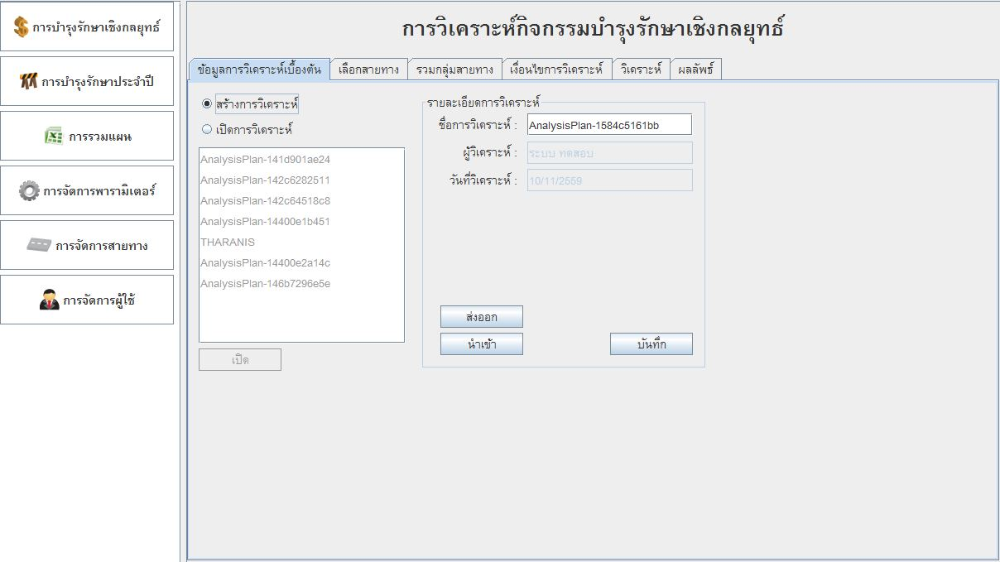 การบำรุงรักษาเชิงกลยุทธ์
การบำรุงรักษาประจำปี
การรวมแผน
การจัดการพารามิเตอร์
การจัดการสายทาง
การจัดการผู้ใช้
การวิเคราะห์กิจกรรมบำรุงรักษาเชิงกลยุทธ์
ข้อมูลการวิเคราะห์เบื้องต้น เลือกสายทาง รวมกลุ่มสายทาง เงื่อนไขการวิเคราะห์ วิเคราะห์ ผลลัพธ์
สร้างการวิเคราะห์
เปิดการวิเคราะห์
AnalysisPlan-141d901ae24
AnalysisPlan-142c6282511
AnalysisPlan-142c64518c8
AnalysisPlan-14400e1b451
THARANIS
AnalysisPlan-14400e2a14c
AnalysisPlan-146b7296e5e
เปิด
รายละเอียดการวิเคราะห์
ชื่อการวิเคราะห์ : AnalysisPlan-1584c5161bb
ผู้วิเคราะห์ : ระบบ ทดสอบ
วันที่วิเคราะห์ : 10/11/2559
ส่งออก
นำเข้า บันทึก